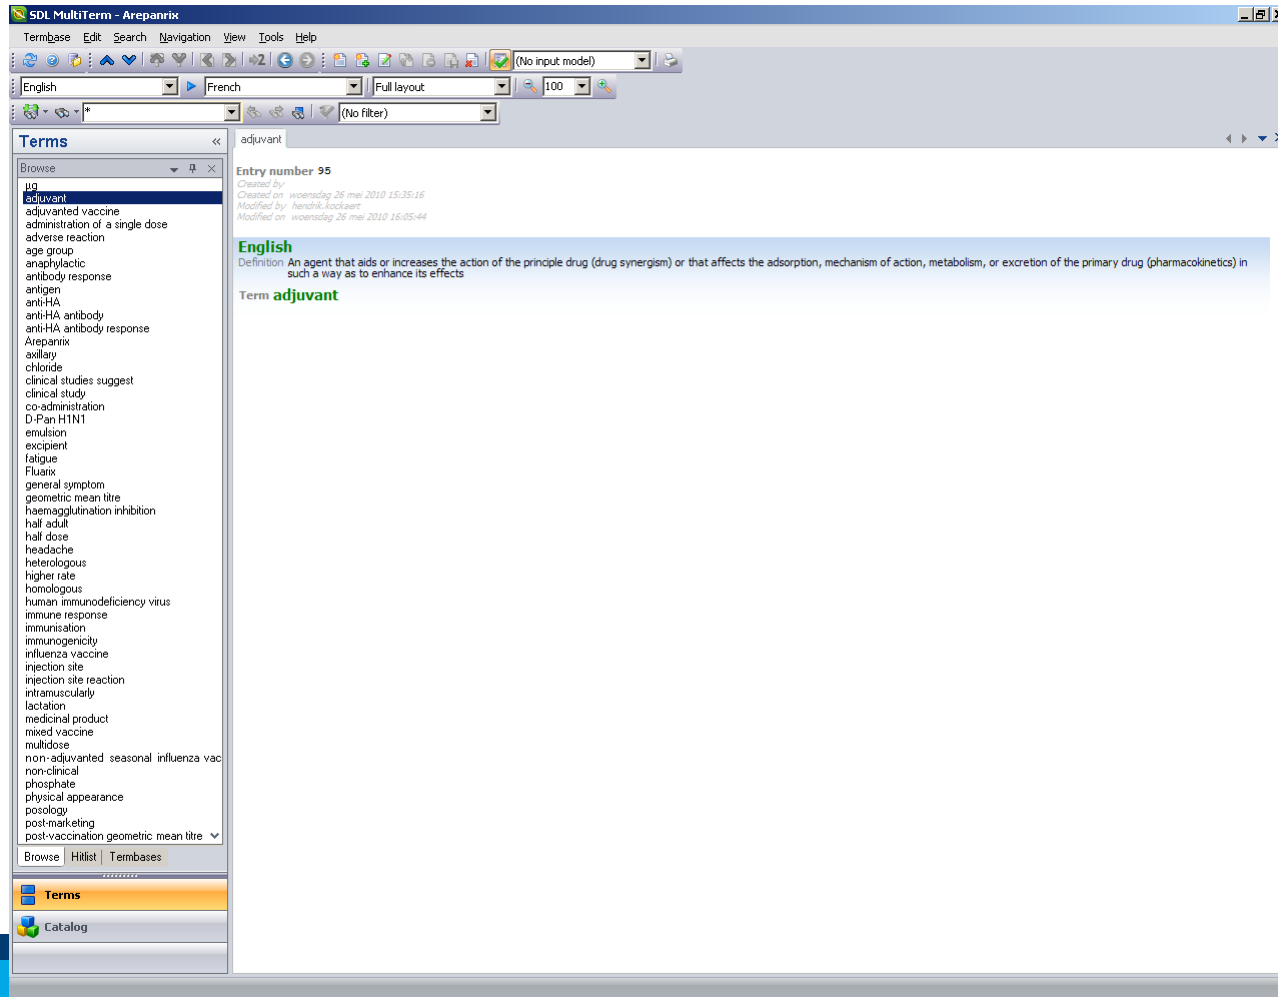 SDL MultiTerm - Arepanrix
Termbase Edit Search Navigation View Tools Help
(No input model)
English French Full layout 100
* (No filter)
Terms
adjuvant
Browse
µg
adjuvant
adjuvanted vaccine
administration of a single dose
adverse reaction
age group
anaphylactic
antibody response
antigen
anti-HA
anti-HA antibody
anti-HA antibody response
Arepanrix
axillary
chloride
clinical studies suggest
clinical study
co-administration
D-Pan H1N1
emulsion
excipient
fatigue
Fluarix
general symptom
geometric mean titre
haemagglutination inhibition
half adult
half dose
headache
heterologous
higher rate
homologous
human immunodeficiency virus
immune response
immunisation
immunogenicity
influenza vaccine
injection site
injection site reaction
intramuscularly
lactation
medicinal product
mixed vaccine
multidose
non-adjuvanted seasonal influenza vac
non-clinical
phosphate
physical appearance
posology
post-marketing
post-vaccination geometric mean titre
Browse Hitlist Termbases
Terms
Catalog
Entry number 95
Created by
Created on woensdag 26 mei 2010 15:35:16
Modified by hendrik.kockaert
Modified on woensdag 26 mei 2010 16:05:44
English
Definition An agent that aids or increases the action of the principle drug (drug synergism) or that affects the adsorption, mechanism of action, metabolism, or excretion of the primary drug (pharmacokinetics) in
such a way as to enhance its effects
Term adjuvant